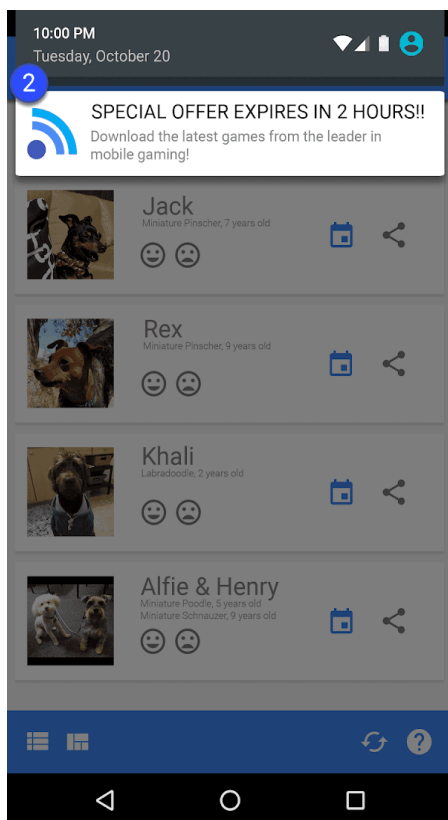 10:00 PM
Tuesday, October 20
2
SPECIAL OFFER EXPIRES IN 2 HOURS!!
Download the latest games from the leader in
mobile gaming!
Jack
Miniature Pinscher, 7 years old
Rex
Miniature Pinscher, 9 years old
Khali
Labradoodle, 2 years old
Alfie & Henry
Miniature Poodle, 5 years old
Miniature Schnauzer, 9 years old
?